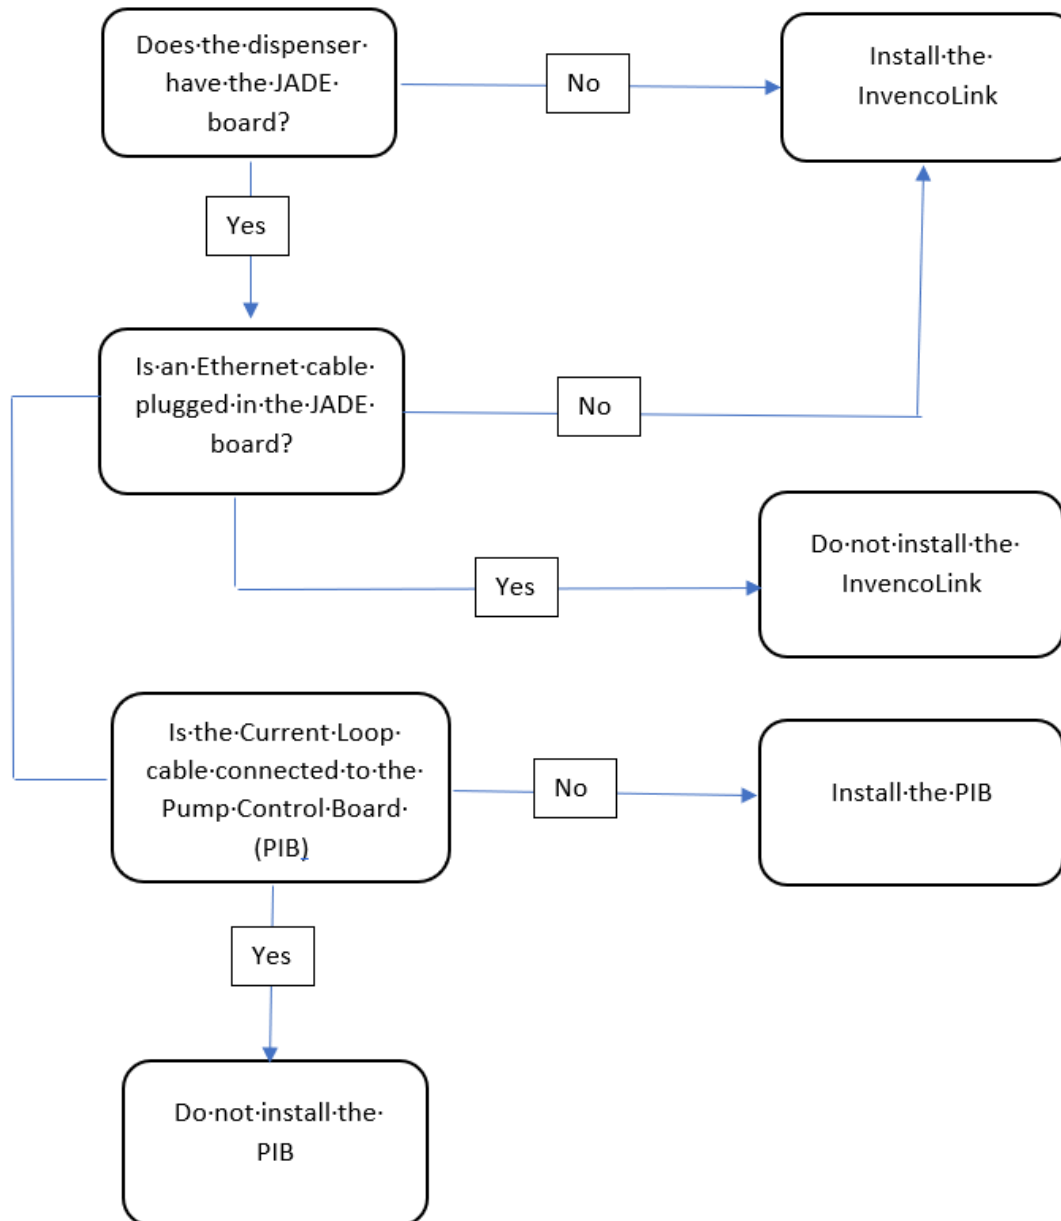 Does·the·dispenser·
have·the·JADE·
board?
No
Install·the·
InvencoLink
Yes
Is·an·Ethernet·cable·
plugged·in·the·JADE·
board?
No
Do·not·install·the·
InvencoLink
Yes
Is·the·Current·Loop·
cable·connected·to·the·
Pump·Control·Board·
(PIB)
No
Install·the·PIB
Yes
Do·not·install·the·
PIB